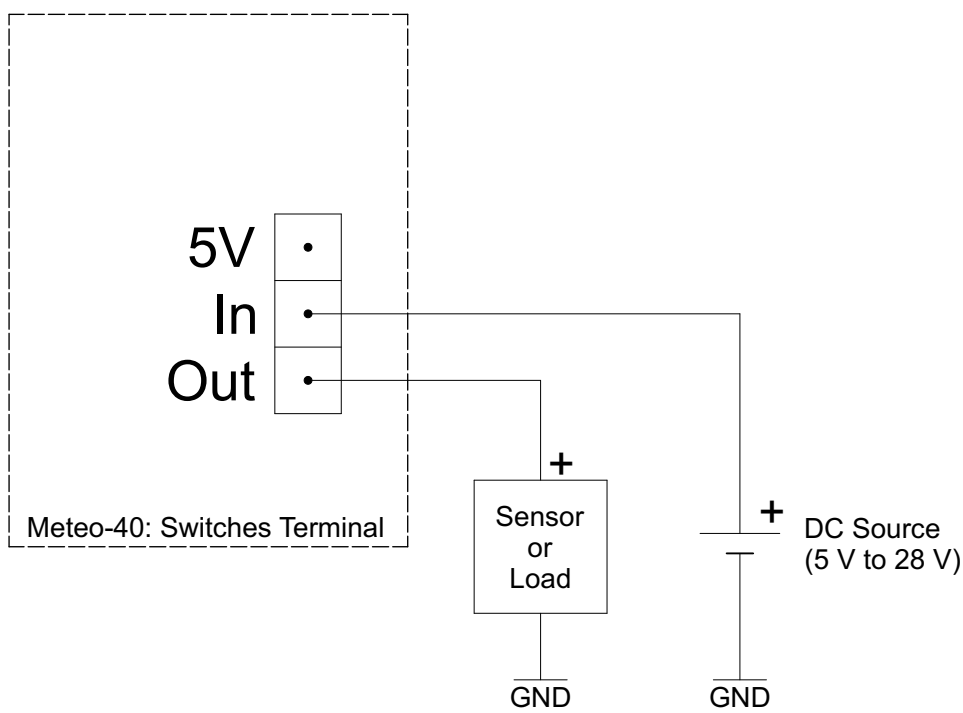 5V
In
Out
Meteo-40: Switches Terminal
+
Sensor
or
Load
GND
+
DC Source
(5 V to 28 V)
GND